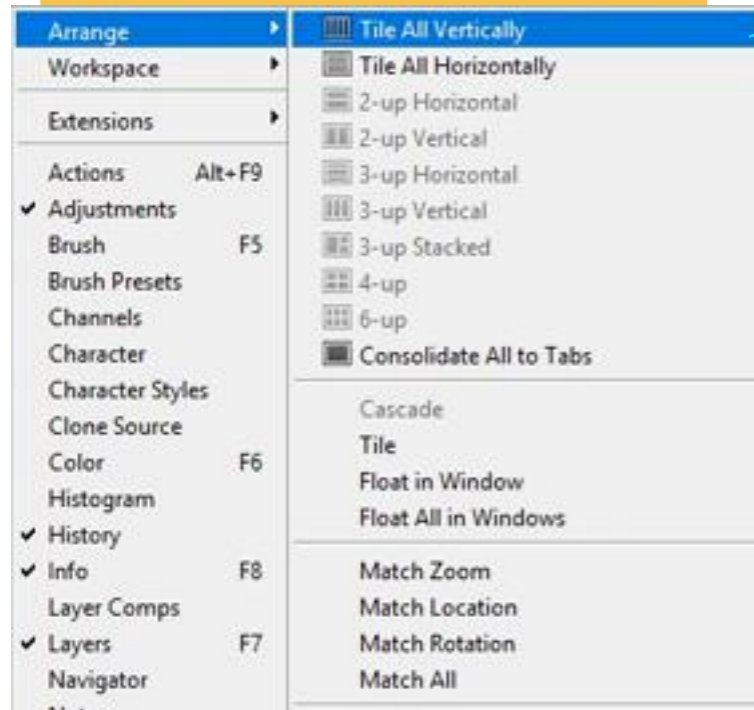 Arrange
Workspace
Extensions
Actions Alt+F9
Adjustments
Brush F5
Brush Presets
Channels
Character
Character Styles
Clone Source
Color F6
Histogram
History
Info F8
Layer Comps
Layers F7
Navigator
Tile All Vertically
Tile All Horizontally
2-up Horizontal
2-up Vertical
3-up Horizontal
3-up Vertical
3-up Stacked
4-up
6-up
Consolidate All to Tabs
Cascade
Tile
Float in Window
Float All in Windows
Match Zoom
Match Location
Match Rotation
Match All